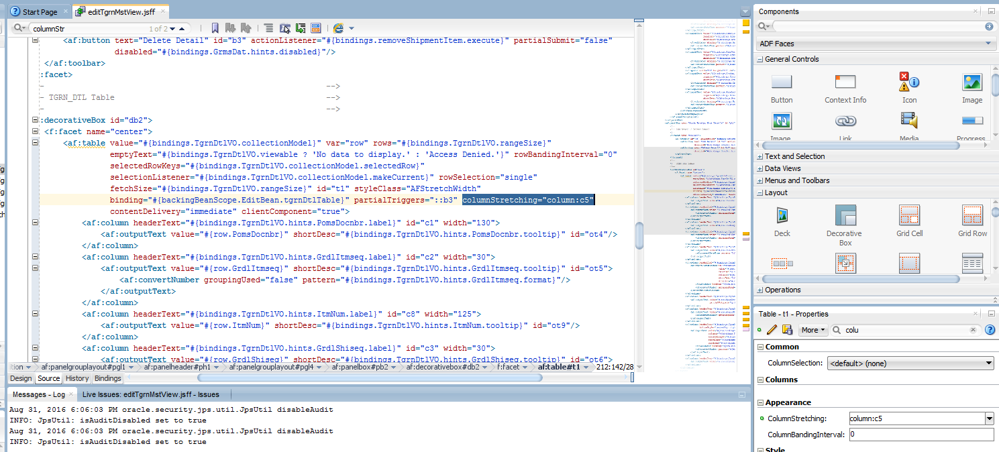 Start Page
editTgrnMstView.jsff
columnStr
1 of 2
<af:button text="Delete Detail" id="b3" actionListener="#{bindings.removeShipmentItem.execute}" partialSubmit="false"
disabled="#{bindings.GrmsDat.hints.disabled}"/>
</af:toolbar>
:facet>
- -->
- TGRN_DTL Table -->
- -->
:decorativeBox id="db2">
<f:facet name="center">
<af:table value="#{bindings.TgrnDtlVO.collectionModel}" var="row" rows="#{bindings.TgrnDtlVO.rangeSize}"
emptyText="#{bindings.TgrnDtlVO.viewable ? 'No data to display.' : 'Access Denied.'}" rowBandingInterval="0"
selectedRowKeys="#{bindings.TgrnDtlVO.collectionModel.selectedRow}"
selectionListener="#{bindings.TgrnDtlVO.collectionModel.makeCurrent}" rowSelection="single"
fetchSize="#{bindings.TgrnDtlVO.rangeSize}" id="t1" styleClass="AFStretchWidth"
binding="#{backingBeanScope.EditBean.tgrnDtlTable}" partialTriggers="::b3" columnStretching="column:c5"
contentDelivery="immediate" clientComponent="true">
<af:column headerText="#{bindings.TgrnDtlVO.hints.PomsDocnbr.label}" id="c1" width="130">
<af:outputText value="#{row.PomsDocnbr}" shortDesc="#{bindings.TgrnDtlVO.hints.PomsDocnbr.tooltip}" id="ot4"/>
</af:column>
<af:column headerText="#{bindings.TgrnDtlVO.hints.GrdlItmseq.label}" id="c2" width="30">
<af:outputText value="#{row.GrdlItmseq}" shortDesc="#{bindings.TgrnDtlVO.hints.GrdlItmseq.tooltip}" id="ot5">
<af:convertNumber groupingUsed="false" pattern="#{bindings.TgrnDtlVO.hints.GrdlItmseq.format}"/>
</af:outputText>
</af:column>
<af:column headerText="#{bindings.TgrnDtlVO.hints.ItmNum.label}" id="c8" width="125">
<af:outputText value="#{row.ItmNum}" shortDesc="#{bindings.TgrnDtlVO.hints.ItmNum.tooltip}" id="ot9"/>
</af:column>
<af:column headerText="#{bindings.TgrnDtlVO.hints.GrdlShiseq.label}" id="c3" width="30">
<af:outputText value="#{row.GrdlShiseq}" shortDesc="#{bindings.TgrnDtlVO.hints.GrdlShiseq.tooltip}" id="ot6">
tion af:panelgrouplayout#pgl1 af:panelheader#ph1 af:panelgrouplayout#pgl4 af:panelbox#pb2 af:decorativebox#db2 f:facet af:table#t1 212:142/28
Design Source History Bindings
Messages - Log
Live Issues: editTgrnMstView.jsff - Issues
Aug 31, 2016 6:06:03 PM oracle.security.jps.util.JpsUtil disableAudit
INFO: JpsUtil: isAuditDisabled set to true
Aug 31, 2016 6:06:03 PM oracle.security.jps.util.JpsUtil disableAudit
INFO: JpsUtil: isAuditDisabled set to true
Components
ADF Faces
General Controls
Button Context Info Icon Image
Image Link Media Progress
Text and Selection
Data Views
Menus and Toolbars
Layout
Deck Decorative Box Grid Cell Grid Row
Operations
Table - t1 - Properties
More colu
Common
ColumnSelection: <default> (none)
Columns
Appearance
ColumnStretching: column:c5
ColumnBandingInterval: 0
Style